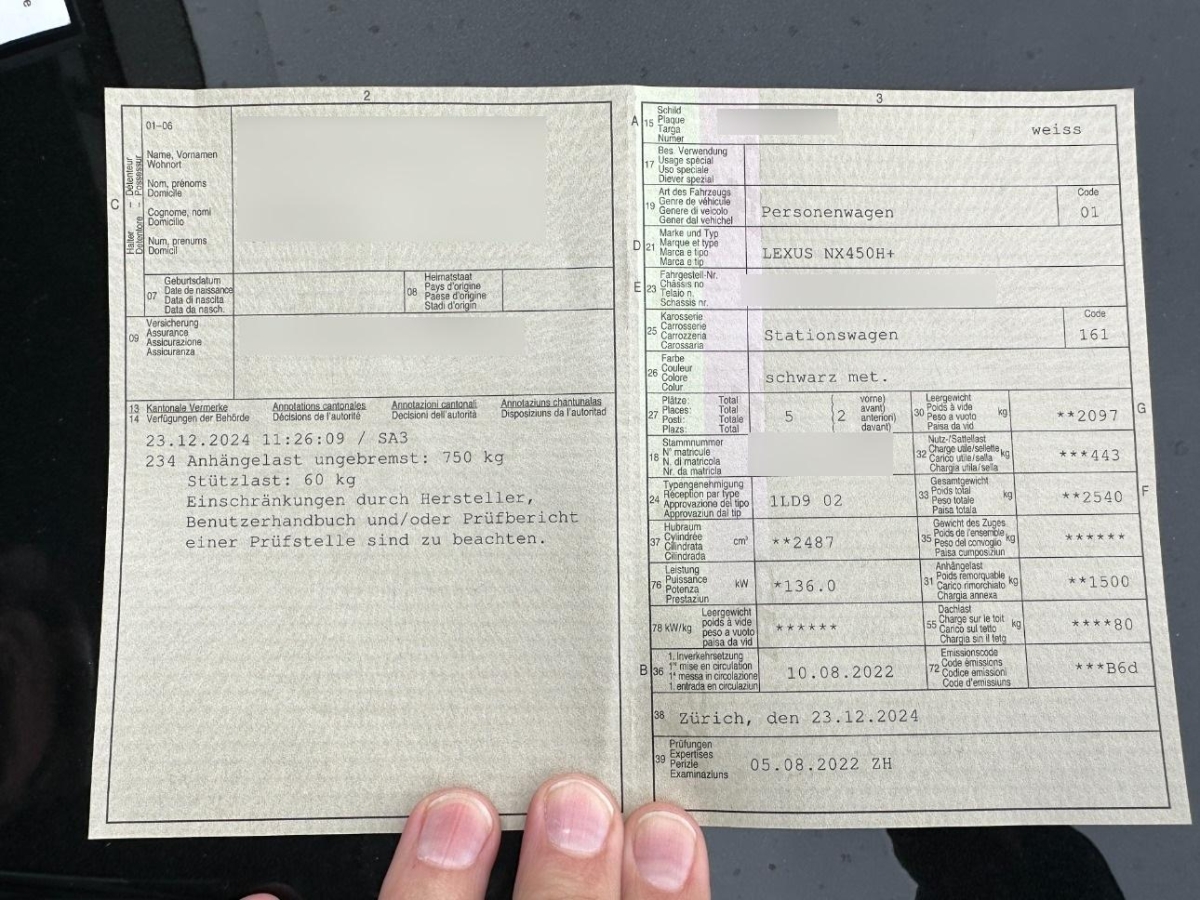 2
01-06
Halter – Détenteur
Detentore – Possessur
C
Name, Vornamen
Wohnort
Nom, prénoms
Domicile
Cognome, nomi
Domicilio
Num, prenums
Domicil
07
Geburtsdatum
Date de naissance
Data di nascita
Data da nasch.
08
Heimatstaat
Pays d'origine
Paese d'origine
Stadi d'origin
09
Versicherung
Assurance
Assicurazione
Assicuranza
13 Kantonale Vermerke Annotations cantonales Annotazioni cantonali Annotaziuns chantunalas
14 Verfügungen der Behörde Décisions de l'autorité Decisioni dell'autorità Disposiziuns da l'autoritad
23.12.2024 11:26:09 / SA3
234 Anhängelast ungebremst: 750 kg
Stützlast: 60 kg
Einschränkungen durch Hersteller,
Benutzerhandbuch und/oder Prüfbericht
einer Prüfstelle sind zu beachten.
3
A 15
Schild
Plaque
Targa
Numer
weiss
17
Bes. Verwendung
Usage spécial
Uso speciale
Diever spezial
19
Art des Fahrzeugs
Genre de véhicule
Genere di veicolo
Gener dal vehichel
Personenwagen
Code
01
D 21
Marke und Typ
Marque et type
Marca e tipo
Marca e tip
LEXUS NX450H+
E 23
Fahrgestell-Nr.
Châssis no
Telaio n.
Schassis nr.
25
Karosserie
Carrosserie
Carrozzeria
Carossaria
Stationswagen
Code
161
26
Farbe
Couleur
Colore
Colur
schwarz met.
27
Plätze: Total
Places: Total
Posti: Totale
Plazs: Total
5
2
vorne)
avant)
anteriori)
davant)
30
Leergewicht
Poids à vide
Peso a vuoto
Paisa da vid
kg
**2097
G
18
Stammnummer
N° matricule
N. di matricola
Nr. da matricla
32
Nutz-/Sattellast
Charge utile/sellette
Carico utile/sella
Chargia utila/sella
kg
***443
24
Typengenehmigung
Réception par type
Approvazione del tipo
Approvaziun dal tip
1LD9 02
33
Gesamtgewicht
Poids total
Peso totale
Paisa totala
kg
**2540
F
37
Hubraum
Cylindrée
Cilindrata
Cilindrada
cm³
**2487
35
Gewicht des Zuges
Poids de l'ensemble
Peso del convoglio
Paisa cumposiziun
kg
******
76
Leistung
Puissance
Potenza
Prestaziun
kW
*136.0
31
Anhängelast
Poids remorquable
Carico rimorchiato
Chargia annexa
kg
**1500
78 kW/kg
Leergewicht
poids à vide
peso a vuoto
paisa da vid
******
55
Dachlast
Charge sur le toit
Carico sul tetto
Chargia sin il tetg
kg
****80
B 36
1. Inverkehrsetzung
1re mise en circulation
1a messa in circolazione
1. entrada en circulaziun
10.08.2022
72
Emissionscode
Code émissions
Codice emissioni
Code d'emissiuns
***B6d
38
Zürich, den 23.12.2024
39
Prüfungen
Expertises
Perizie
Examinaziuns
05.08.2022 ZH